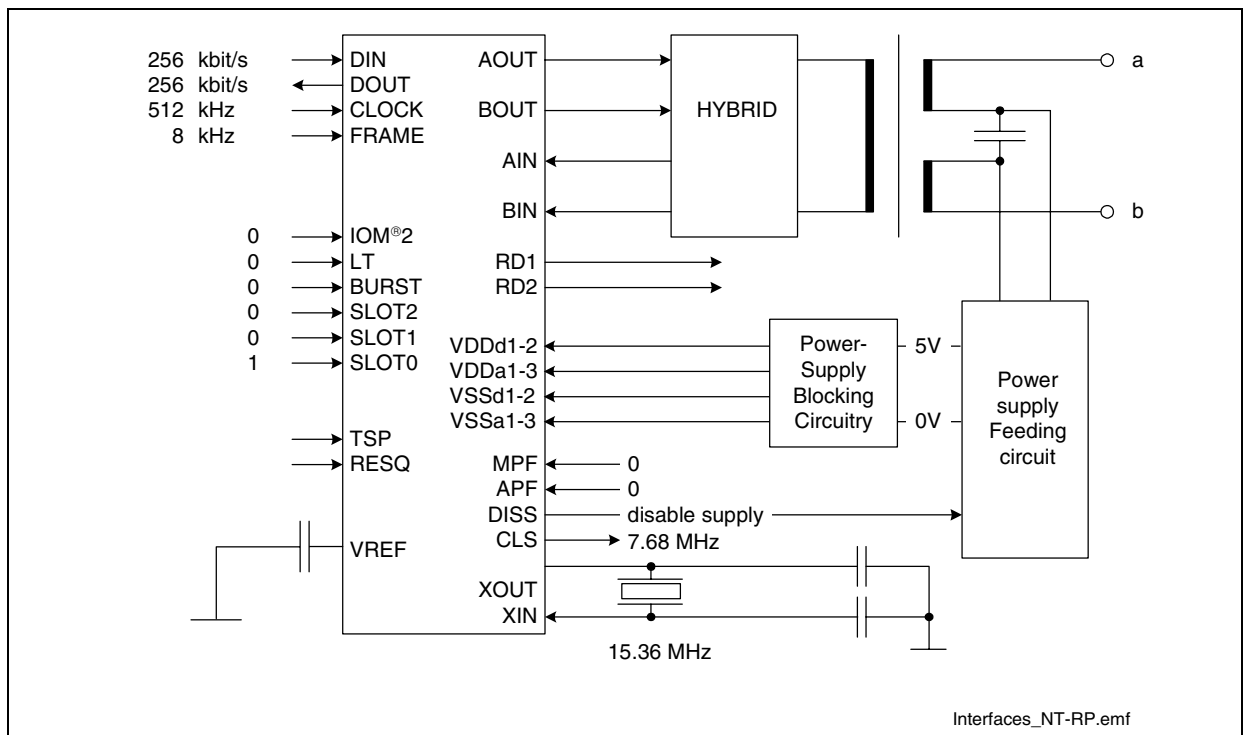 256 kbit/s DIN AOUT
256 kbit/s DOUT
512 kHz CLOCK BOUT HYBRID
8 kHz FRAME
AIN
BIN
a
b
0 IOM®2
0 LT RD1
0 BURST RD2
0 SLOT2
0 SLOT1
1 SLOT0
VDDd1-2
VDDa1-3
VSSd1-2
VSSa1-3
Power-
Supply
Blocking
Circuitry
5V
0V
Power
supply
Feeding
circuit
TSP
RESQ
MPF 0
APF 0
DISS disable supply
CLS 7.68 MHz
VREF
XOUT
XIN
15.36 MHz
Interfaces_NT-RP.emf